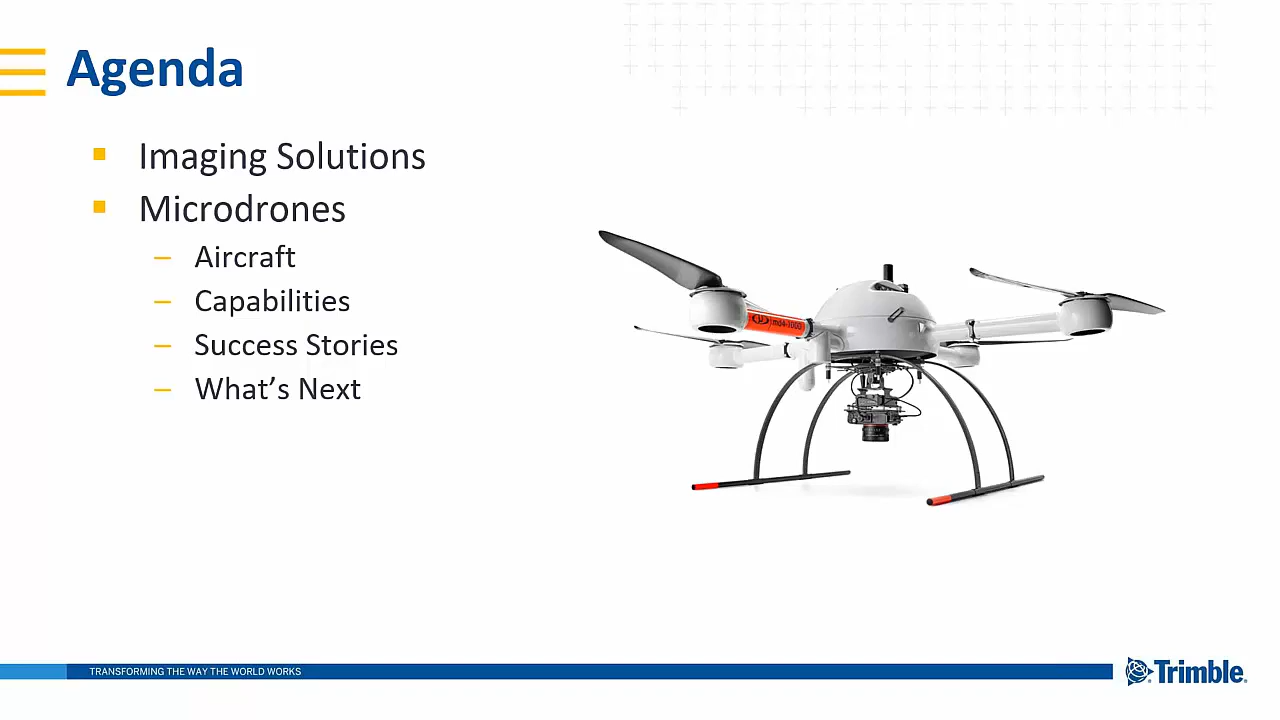 Agenda
Imaging Solutions
Microdrones
– Aircraft
– Capabilities
– Success Stories
– What's Next
md4-1000
TRANSFORMING THE WAY THE WORLD WORKS
Trimble